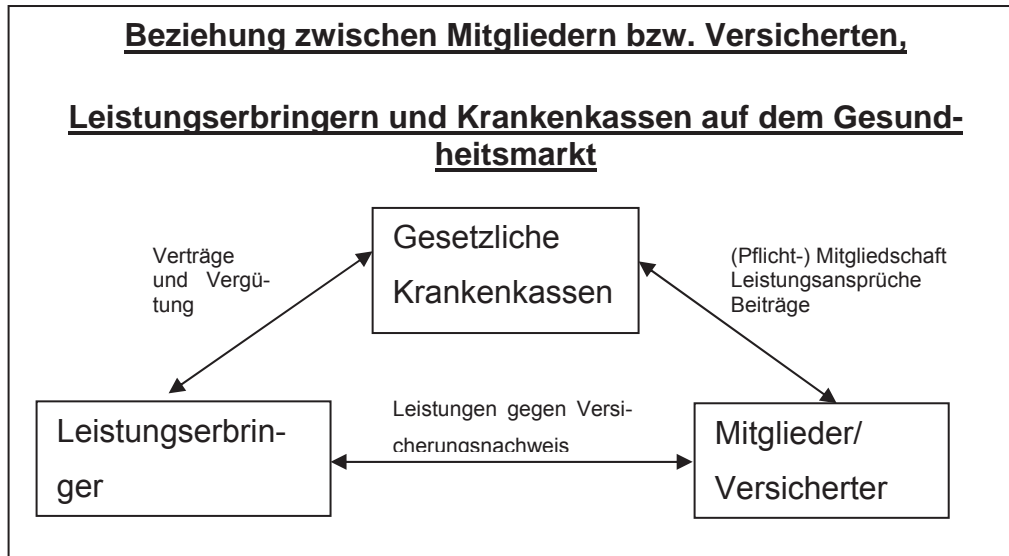 Beziehung zwischen Mitgliedern bzw. Versicherten,
Leistungserbringern und Krankenkassen auf dem Gesund-
heitsmarkt
Gesetzliche
Krankenkassen
Verträge
und Vergü-
tung
(Pflicht-) Mitgliedschaft
Leistungsansprüche
Beiträge
Leistungserbrin-
ger
Leistungen gegen Versi-
cherungsnachweis
Mitglieder/
Versicherter